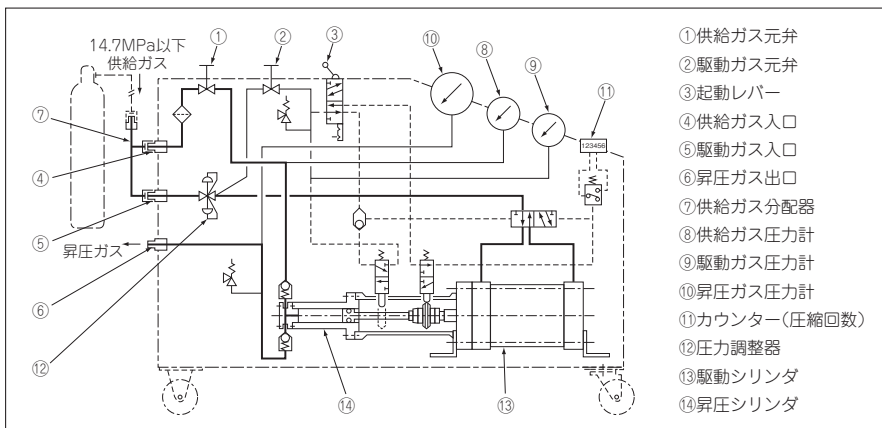 14.7MPa以下
供給ガス
①
②
③
⑩
⑧
⑨
⑪
123456
⑦
④
⑤
昇圧ガス
⑥
⑫
⑭
⑬
①供給ガス元弁
②駆動ガス元弁
③起動レバー
④供給ガス入口
⑤駆動ガス入口
⑥昇圧ガス出口
⑦供給ガス分配器
⑧供給ガス圧力計
⑨駆動ガス圧力計
⑩昇圧ガス圧力計
⑪カウンター(圧縮回数)
⑫圧力調整器
⑬駆動シリンダ
⑭昇圧シリンダ